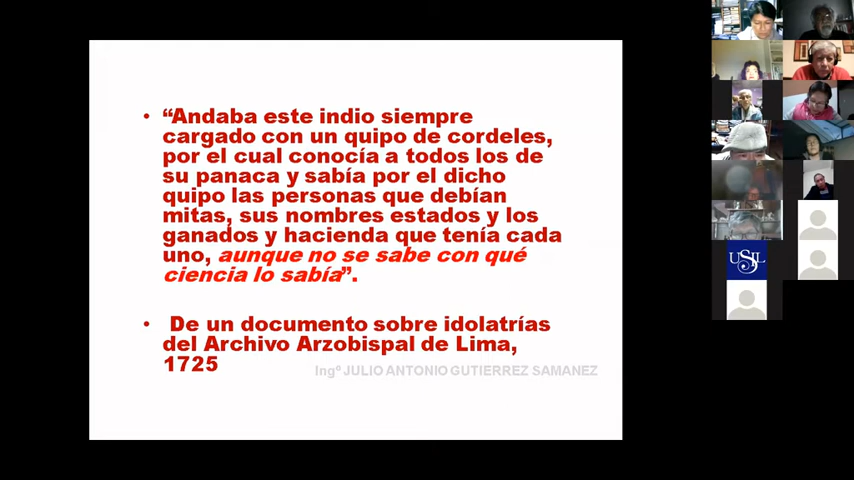 • “Andaba este indio siempre
cargado con un quipo de cordeles,
por el cual conocía a todos los de
su panaca y sabía por el dicho
quipo las personas que debían
mitas, sus nombres estados y los
ganados y hacienda que tenía cada
uno, aunque no se sabe con qué
ciencia lo sabía”.
• De un documento sobre idolatrías
del Archivo Arzobispal de Lima,
1725
Ingº JULIO ANTONIO GUTIERREZ SAMANEZ
USIL